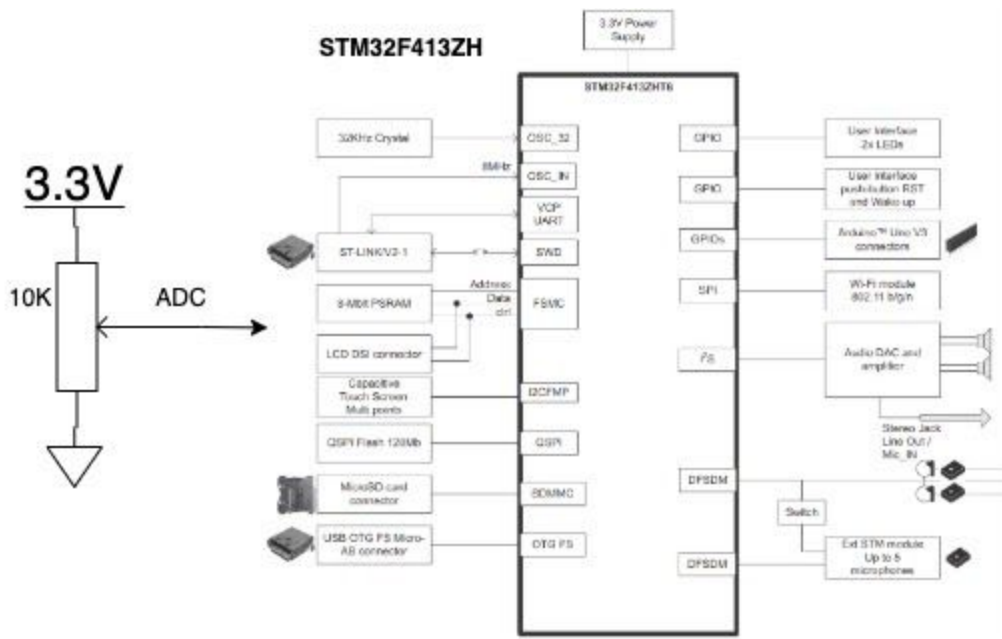 STM32F413ZH
3.3V Power
Supply
STM32F413ZHT6
3.3V
10K
ADC
32KHz Crystal
OSC_32
8MHz
OSC_IN
VCP
UART
ST-LINK/V2-1
SWD
8-Mbit PSRAM
Address
Data
ctrl
FSMC
LCD DSI connector
Capacitive
Touch Screen
Multi points
I2CFMP
QSPI Flash 128Mb
QSPI
MicroSD card
connector
SDMMC
USB OTG FS Micro-
AB connector
OTG FS
GPIO
User Interface
2x LEDs
GPIO
User Interface
push-button RST
and Wake up
GPIOs
Arduino™ Uno V3
connectors
SPI
Wi-Fi module
802.11 b/g/n
I²S
Audio DAC and
amplifier
Stereo Jack
Line Out /
Mic_IN
DFSDM
Switch
DFSDM
Ext STM module
Up to 5
microphones